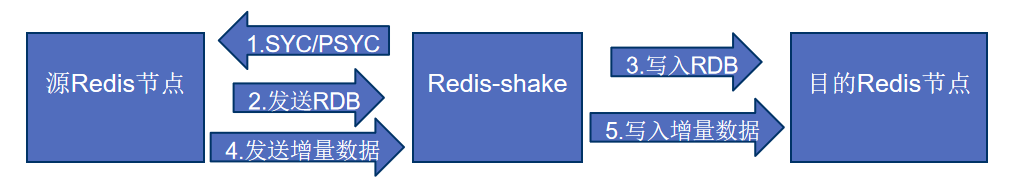 1.SYC/PSYC
源Redis节点
2.发送RDB
4.发送增量数据
Redis-shake
3.写入RDB
5.写入增量数据
目的Redis节点